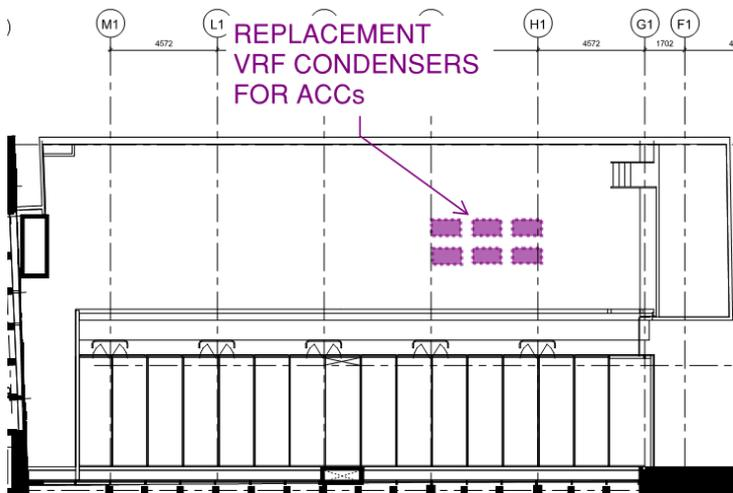 M1
L1
H1
G1
F1
4572
4572
1702
REPLACEMENT
VRF CONDENSERS
FOR ACCs